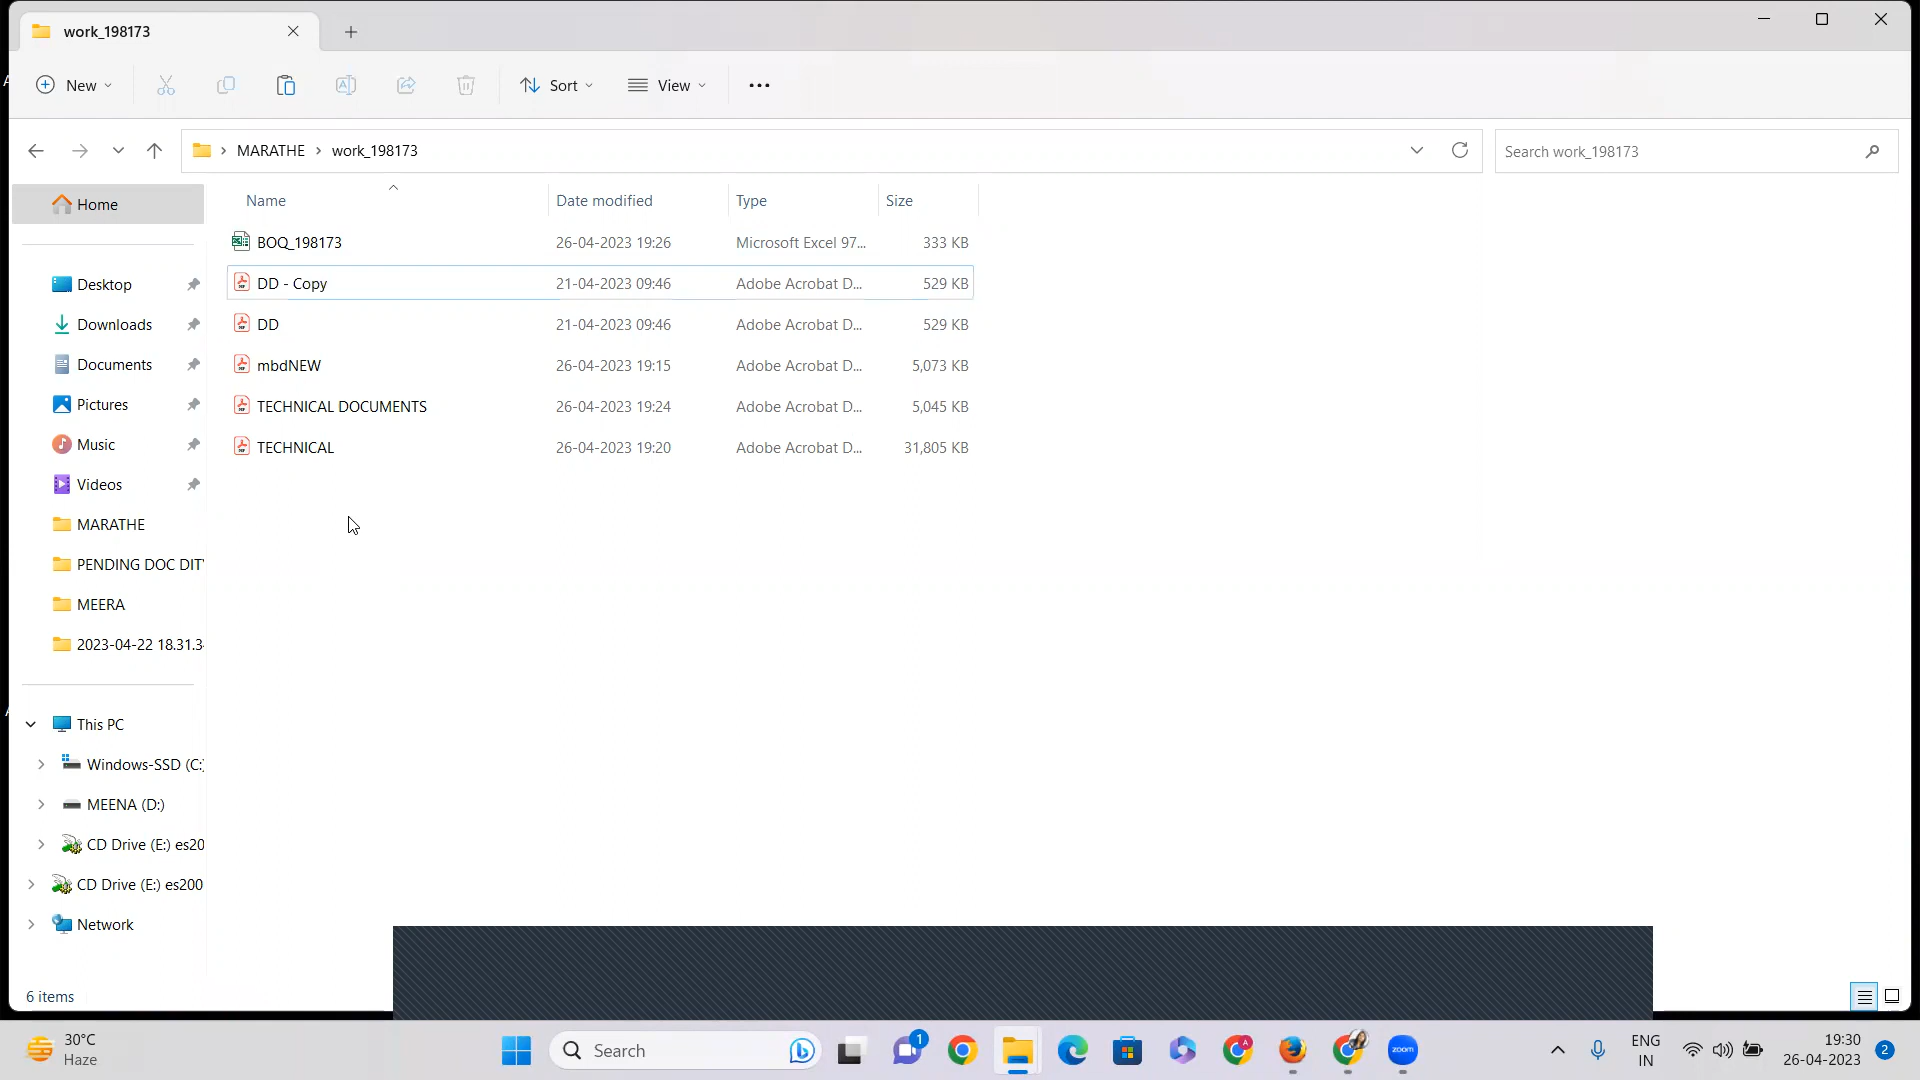 work_198173
New
Sort
View
MARATHE
work_198173
Search work_198173
Home
Name
Date modified
Type
Size
BOQ_198173
26-04-2023 19:26
Microsoft Excel 97...
333 KB
Desktop
DD - Copy
21-04-2023 09:46
Adobe Acrobat D...
529 KB
Downloads
DD
21-04-2023 09:46
Adobe Acrobat D...
529 KB
Documents
mbdNEW
26-04-2023 19:15
Adobe Acrobat D...
5,073 KB
Pictures
TECHNICAL DOCUMENTS
26-04-2023 19:24
Adobe Acrobat D...
5,045 KB
Music
TECHNICAL
26-04-2023 19:20
Adobe Acrobat D...
31,805 KB
Videos
MARATHE
PENDING DOC DIT
MEERA
2023-04-22 18.31.3
This PC
Windows-SSD (C:)
MEENA (D:)
CD Drive (E:) es20
CD Drive (E:) es200
Network
6 items
30°C
Haze
Search
1
A
zoom
ENG
IN
19:30
26-04-2023
2